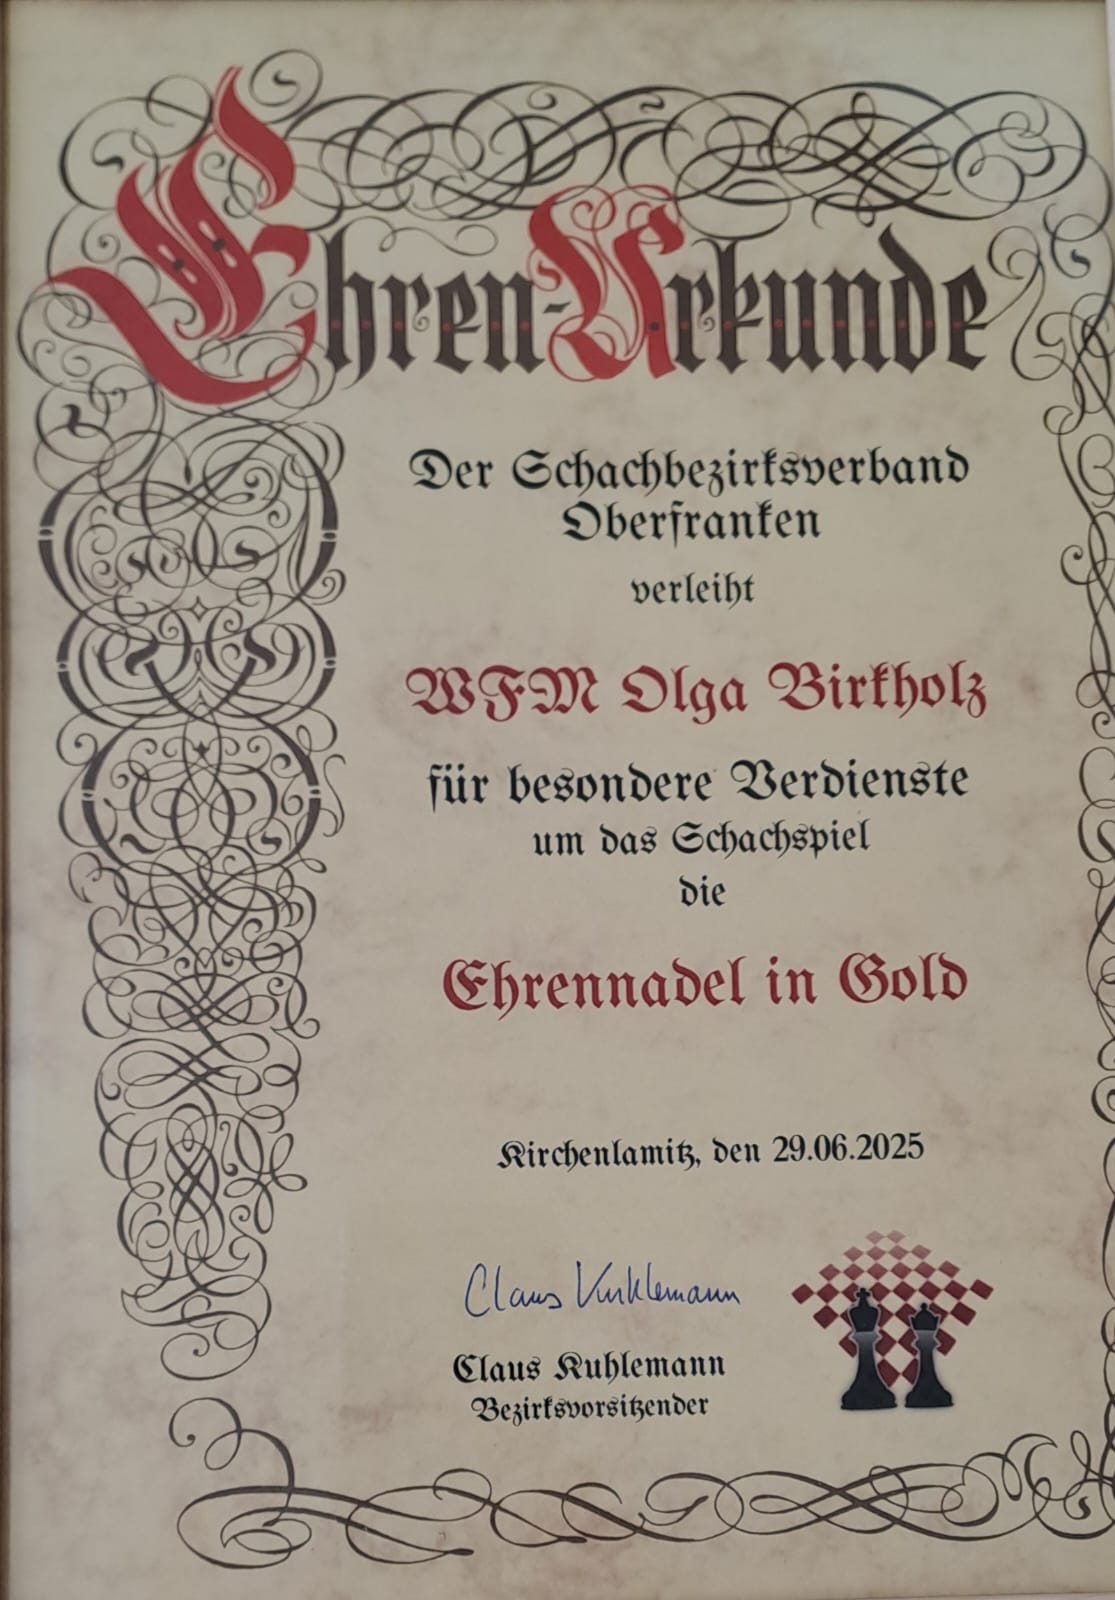 Ehren-Urkunde
Der Schachbezirksverband
Oberfranken
verleiht
WFM Olga Birkholz
für besondere Verdienste
um das Schachspiel
die
Ehrennadel in Gold
Kirchenlamitz, den 29.06.2025
Claus Kuhlemann
Claus Kuhlemann
Bezirksvorsitzender